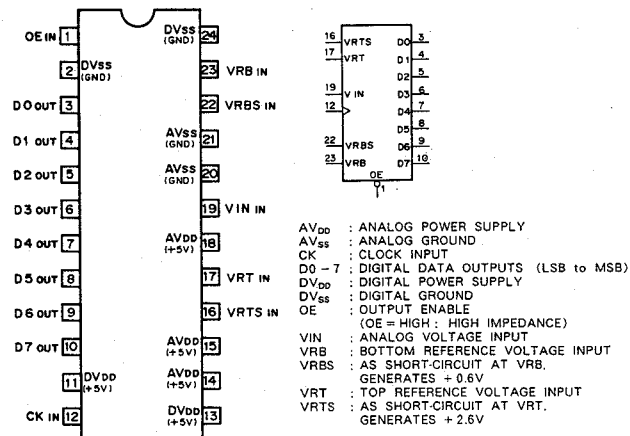 OE IN 1
2 DVSS (GND)
D0 OUT 3
D1 OUT 4
D2 OUT 5
D3 OUT 6
D4 OUT 7
D5 OUT 8
D6 OUT 9
D7 OUT 10
11 DVDD (+5V)
CK IN 12
DVSS (GND) 24
23 VRB IN
22 VRBS IN
AVSS (GND) 21
AVSS (GND) 20
19 VIN IN
AVDD (+5V) 18
17 VRT IN
16 VRTS IN
AVDD (+5V) 15
AVDD (+5V) 14
DVDD (+5V) 13
16 VRTS D0 3
17 VRT D1 4
D2 5
19 V IN D3 6
12 D4 7
D5 8
22 VRBS D6 9
23 VRB D7 10
OE
1
AVDD : ANALOG POWER SUPPLY
AVSS : ANALOG GROUND
CK : CLOCK INPUT
D0 – 7 : DIGITAL DATA OUTPUTS (LSB to MSB)
DVDD : DIGITAL POWER SUPPLY
DVSS : DIGITAL GROUND
OE : OUTPUT ENABLE
(OE = HIGH : HIGH IMPEDANCE)
VIN : ANALOG VOLTAGE INPUT
VRB : BOTTOM REFERENCE VOLTAGE INPUT
VRBS : AS SHORT-CIRCUIT AT VRB,
GENERATES + 0.6V
VRT : TOP REFERENCE VOLTAGE INPUT
VRTS : AS SHORT-CIRCUIT AT VRT,
GENERATES + 2.6V